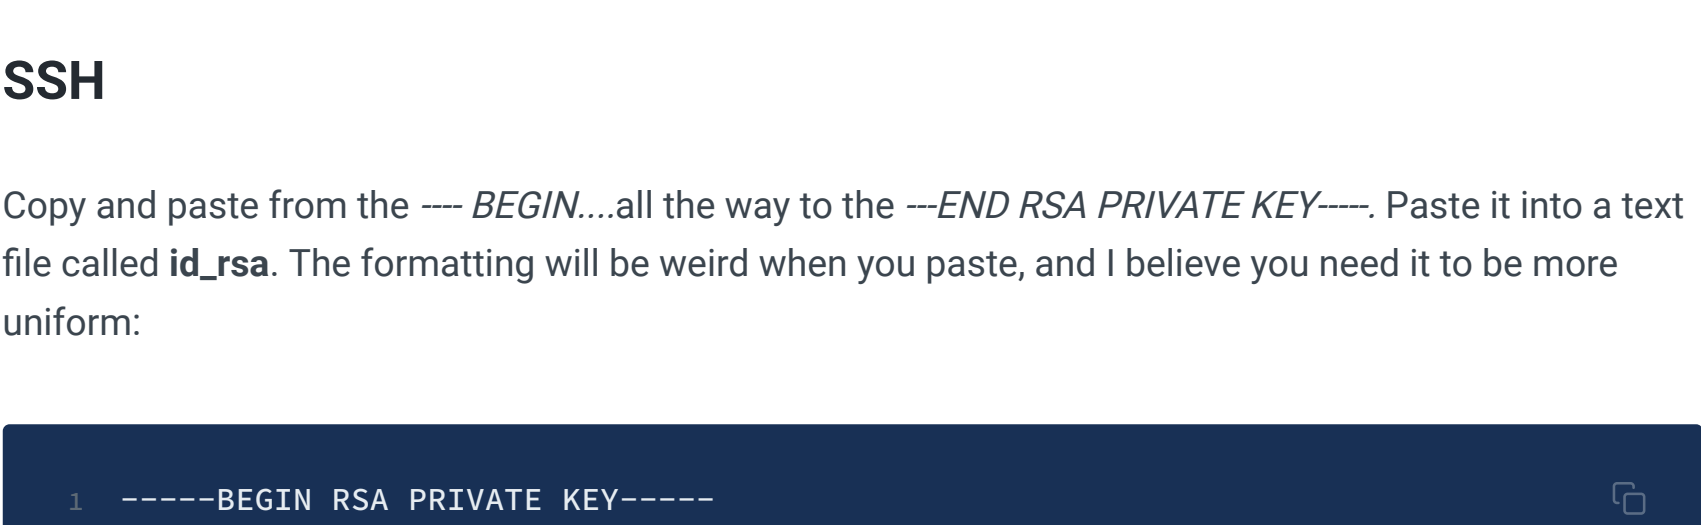 SSH
Copy and paste from the ---- BEGIN....all the way to the ---END RSA PRIVATE KEY-----. Paste it into a text
file called id_rsa. The formatting will be weird when you paste, and I believe you need it to be more
uniform:
1 -----BEGIN RSA PRIVATE KEY-----